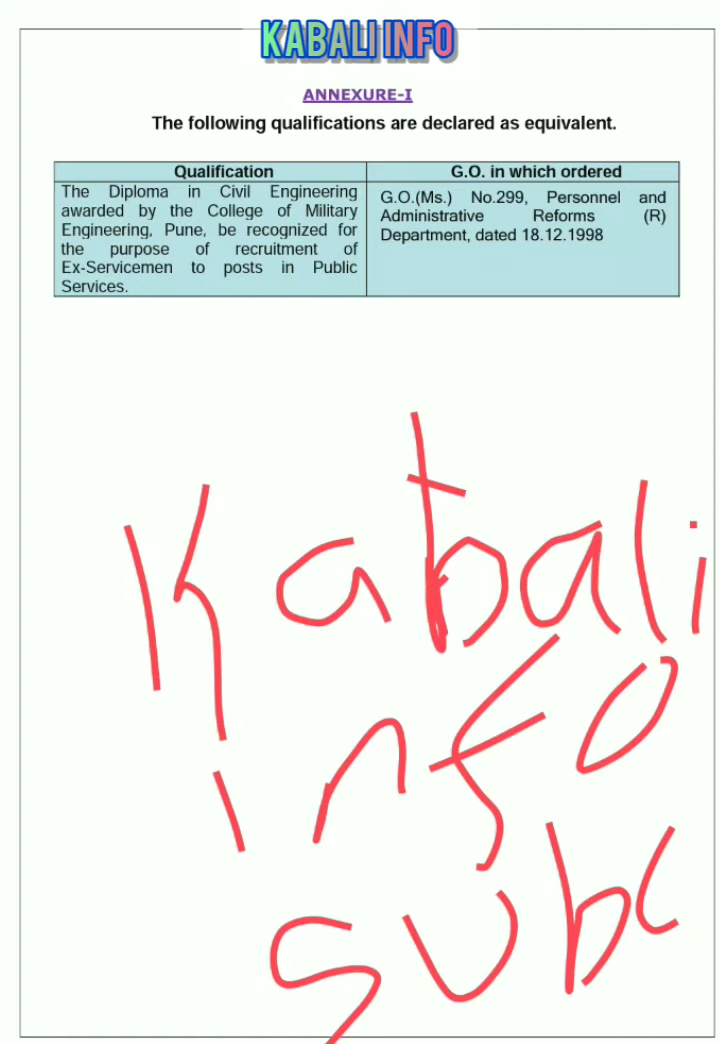 KABALI INFO
ANNEXURE-I
The following qualifications are declared as equivalent.
Qualification
The Diploma in Civil Engineering
awarded by the College of Military
Engineering, Pune, be recognized for
the purpose of recruitment of
Ex-Servicemen to posts in Public
Services.
G.O. in which ordered
G.O.(Ms.) No.299, Personnel and
Administrative Reforms (R)
Department, dated 18.12.1998
Kabali
info
subc